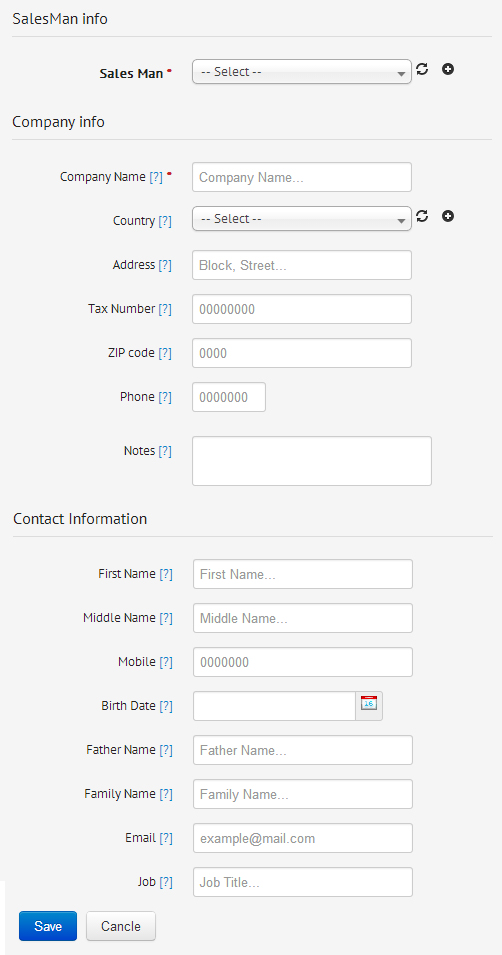 SalesMan info
Sales Man * -- Select --
Company info
Company Name [?] * Company Name...
Country [?] -- Select --
Address [?] Block, Street...
Tax Number [?] 00000000
ZIP code [?] 0000
Phone [?] 0000000
Notes [?]
Contact Information
First Name [?] First Name...
Middle Name [?] Middle Name...
Mobile [?] 0000000
Birth Date [?] 16
Father Name [?] Father Name...
Family Name [?] Family Name...
Email [?] example@mail.com
Job [?] Job Title...
Save Cancle